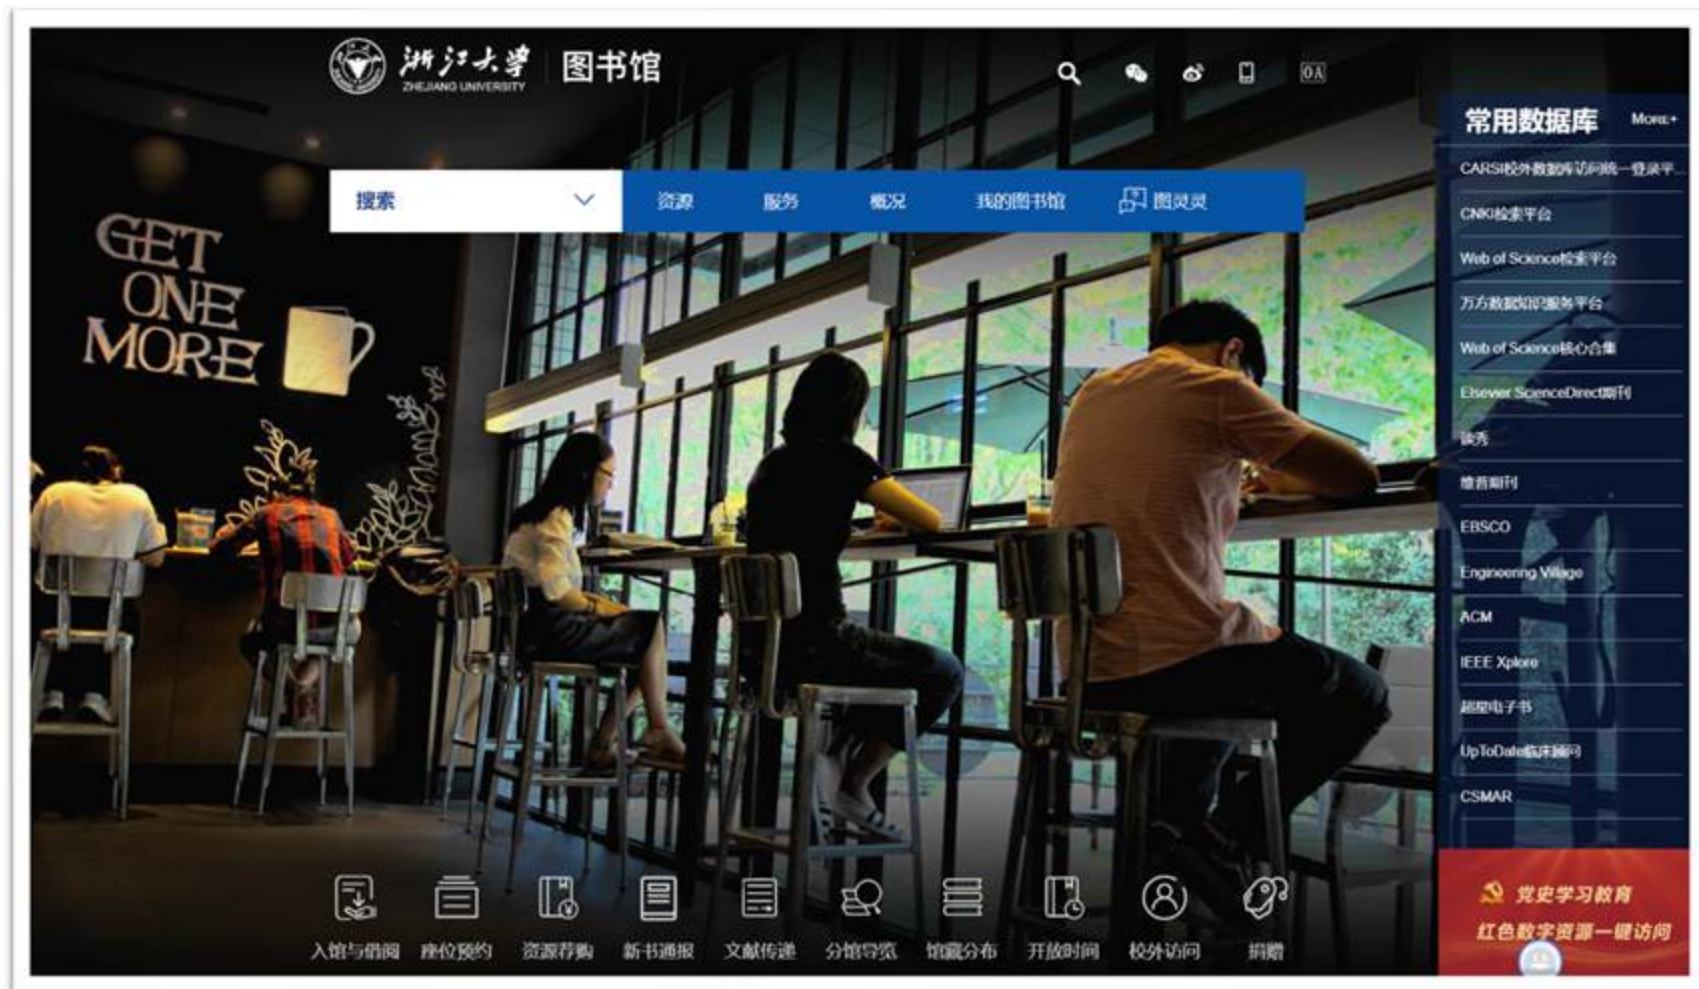 浙江大学
ZHEJIANG UNIVERSITY
图书馆
OA
搜索
资源
服务
概况
我的图书馆
图灵灵
GET
ONE
MORE
常用数据库
MORE+
CARSI校外数据库访问统一登录平...
CNKI检索平台
Web of Science检索平台
万方数据知识服务平台
Web of Science核心合集
Elsevier ScienceDirect期刊
读秀
维普期刊
EBSCO
Engineering Village
ACM
IEEE Xplore
超星电子书
UpToDate临床顾问
CSMAR
党史学习教育
红色数字资源一键访问
入馆与借阅
座位预约
资源荐购
新书通报
文献传递
分馆导览
馆藏分布
开放时间
校外访问
捐赠